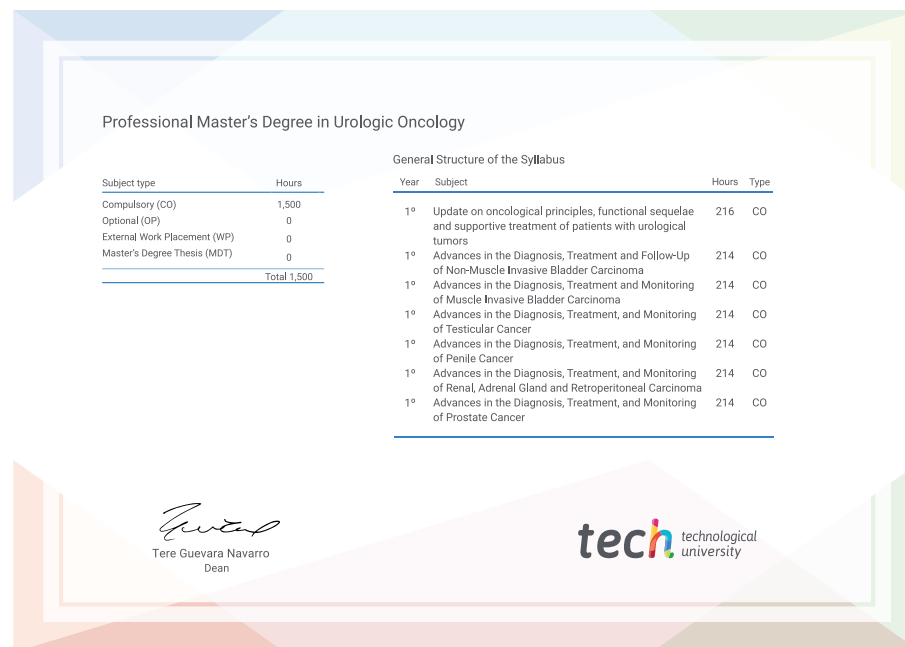 Professional Master's Degree in Urologic Oncology
Subject type Hours
Compulsory (CO) 1,500
Optional (OP) 0
External Work Placement (WP) 0
Master's Degree Thesis (MDT) 0
Total 1,500
General Structure of the Syllabus
Year Subject Hours Type
1º Update on oncological principles, functional sequelae 216 CO
and supportive treatment of patients with urological
tumors
1º Advances in the Diagnosis, Treatment and Follow-Up 214 CO
of Non-Muscle Invasive Bladder Carcinoma
1º Advances in the Diagnosis, Treatment and Monitoring 214 CO
of Muscle Invasive Bladder Carcinoma
1º Advances in the Diagnosis, Treatment, and Monitoring 214 CO
of Testicular Cancer
1º Advances in the Diagnosis, Treatment, and Monitoring 214 CO
of Penile Cancer
1º Advances in the Diagnosis, Treatment, and Monitoring 214 CO
of Renal, Adrenal Gland and Retroperitoneal Carcinoma
1º Advances in the Diagnosis, Treatment, and Monitoring 214 CO
of Prostate Cancer
Tere Guevara Navarro
Dean
tech technological
university